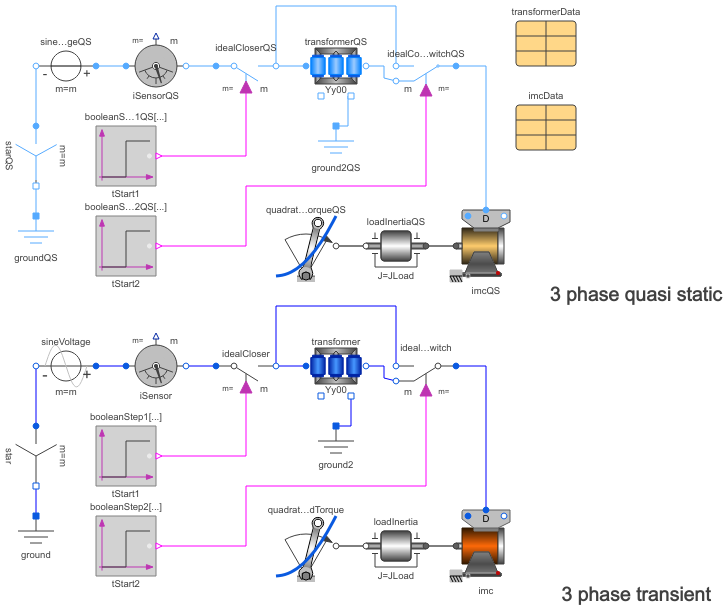 transformerData
m=
m
sine...geQS
idealCloserQS
transformerQS
idealCo...witchQS
-
+
m=m
iSensorQS
m=
m
Yy00
m
m=
imcData
booleanS...1QS[...]
starQS
m=m
tStart1
ground2QS
booleanS...2QS[...]
groundQS
tStart2
quadrat...orqueQS
loadInertiaQS
J=JLoad
D
imcQS
3 phase quasi static
m=
m
sineVoltage
idealCloser
transformer
ideal...witch
-
+
m=m
iSensor
m=
m
Yy00
m
m=
booleanStep1[...]
star
m=m
tStart1
ground2
booleanStep2[...]
ground
tStart2
quadrat...dTorque
loadInertia
J=JLoad
D
imc
3 phase transient